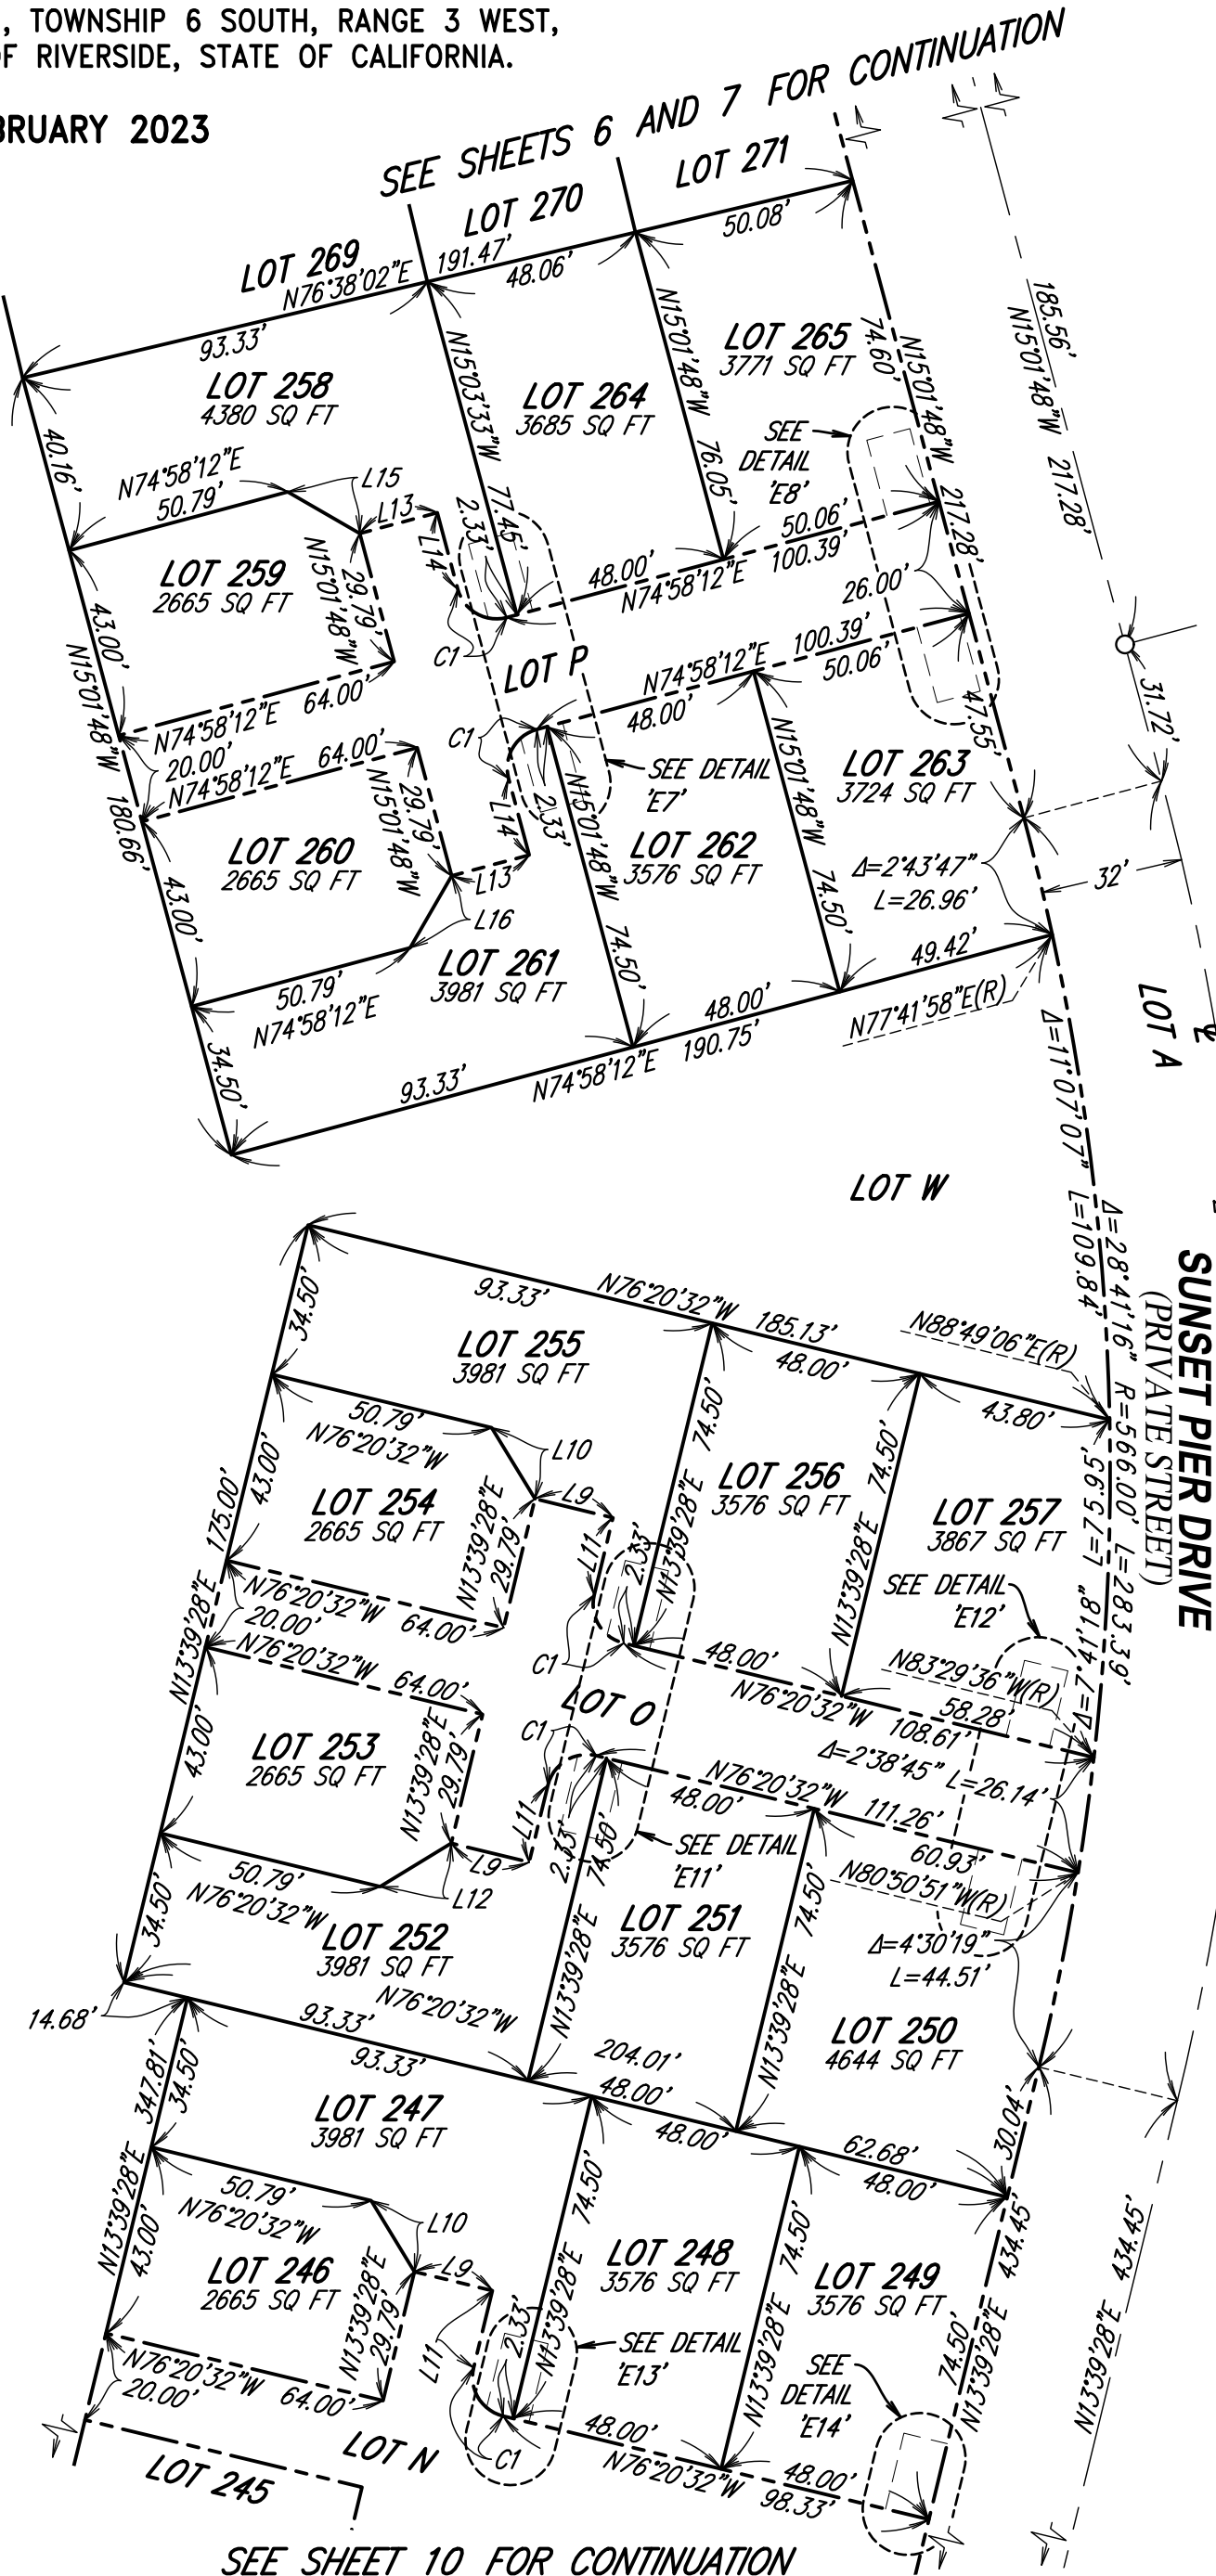 , TOWNSHIP 6 SOUTH, RANGE 3 WEST,
OF RIVERSIDE, STATE OF CALIFORNIA.
BRUARY 2023
SEE SHEETS 6 AND 7 FOR CONTINUATION
LOT 271
LOT 270
LOT 269
N76°38'02"E 191.47'
50.08'
48.06'
93.33'
185.56'
N15°01'48"W 217.28'
LOT 258
4380 SQ FT
N15°03'33"W 77.45'
LOT 264
3685 SQ FT
N15°01'48"W 76.05'
LOT 265
3771 SQ FT
74.60'
N15°01'48"W 217.28'
SEE
DETAIL
'E8'
40.16'
N74°58'12"E
50.79'
L15
L13
L14
2.33'
LOT 259
2665 SQ FT
N15°01'48"W
29.79'
48.00'
50.06'
N74°58'12"E 100.39'
26.00'
43.00'
C1
LOT P
N74°58'12"E 100.39'
48.00'
50.06'
31.72'
N15°01'48"W 180.66'
N74°58'12"E 64.00'
20.00'
N74°58'12"E 64.00'
C1
47.55'
SEE DETAIL
'E7'
LOT 263
3724 SQ FT
N15°01'48"W
29.79'
L14
2.33'
N15°01'48"W 74.50'
LOT 262
3576 SQ FT
N15°01'48"W 74.50'
Δ=2°43'47"
L=26.96'
32'
LOT 260
2665 SQ FT
43.00'
L13
L16
LOT 261
3981 SQ FT
50.79'
N74°58'12"E
49.42'
48.00'
N77°41'58"E(R)
34.50'
93.33'
N74°58'12"E 190.75'
LOT A
℄
Δ=11°07'07" L=109.84'
LOT W
Δ=28°41'16" R=566.00' L=283.39'
SUNSET PIER DRIVE
(PRIVATE STREET)
93.33'
N76°20'32"W 185.13'
N88°49'06"E(R)
34.50'
48.00'
43.80'
LOT 255
3981 SQ FT
50.79'
N76°20'32"W
L10
74.50'
N13°39'28"E
LOT 256
3576 SQ FT
74.50'
N13°39'28"E
LOT 257
3867 SQ FT
Δ=7°41'18" L=75.95'
175.00'
N13°39'28"E
43.00'
LOT 254
2665 SQ FT
N13°39'28"E
29.79'
L9
L11
2.33'
SEE DETAIL
'E12'
N76°20'32"W 64.00'
20.00'
N76°20'32"W 64.00'
C1
48.00'
N83°29'36"W(R)
58.28'
N76°20'32"W 108.61'
LOT O
C1
Δ=2°38'45" L=26.14'
LOT 253
2665 SQ FT
43.00'
N13°39'28"E
29.79'
L11
2.33'
N76°20'32"W 111.26'
48.00'
60.93'
SEE DETAIL
'E11'
N80°50'51"W(R)
50.79'
N76°20'32"W
L9
L12
74.50'
N13°39'28"E
34.50'
LOT 252
3981 SQ FT
LOT 251
3576 SQ FT
74.50'
N13°39'28"E
Δ=4°30'19"
L=44.51'
14.68'
N76°20'32"W
93.33'
204.01'
LOT 250
4644 SQ FT
93.33'
48.00'
48.00'
62.68'
48.00'
30.04'
347.81'
N13°39'28"E
34.50'
LOT 247
3981 SQ FT
50.79'
N76°20'32"W
L10
74.50'
N13°39'28"E
LOT 248
3576 SQ FT
74.50'
N13°39'28"E
LOT 249
3576 SQ FT
434.45'
N13°39'28"E
74.50'
N13°39'28"E 434.45'
43.00'
LOT 246
2665 SQ FT
N13°39'28"E
29.79'
L9
L11
2.33'
SEE DETAIL
'E13'
SEE
DETAIL
'E14'
N76°20'32"W 64.00'
20.00'
LOT N
C1
48.00'
N76°20'32"W 98.33'
48.00'
LOT 245
SEE SHEET 10 FOR CONTINUATION